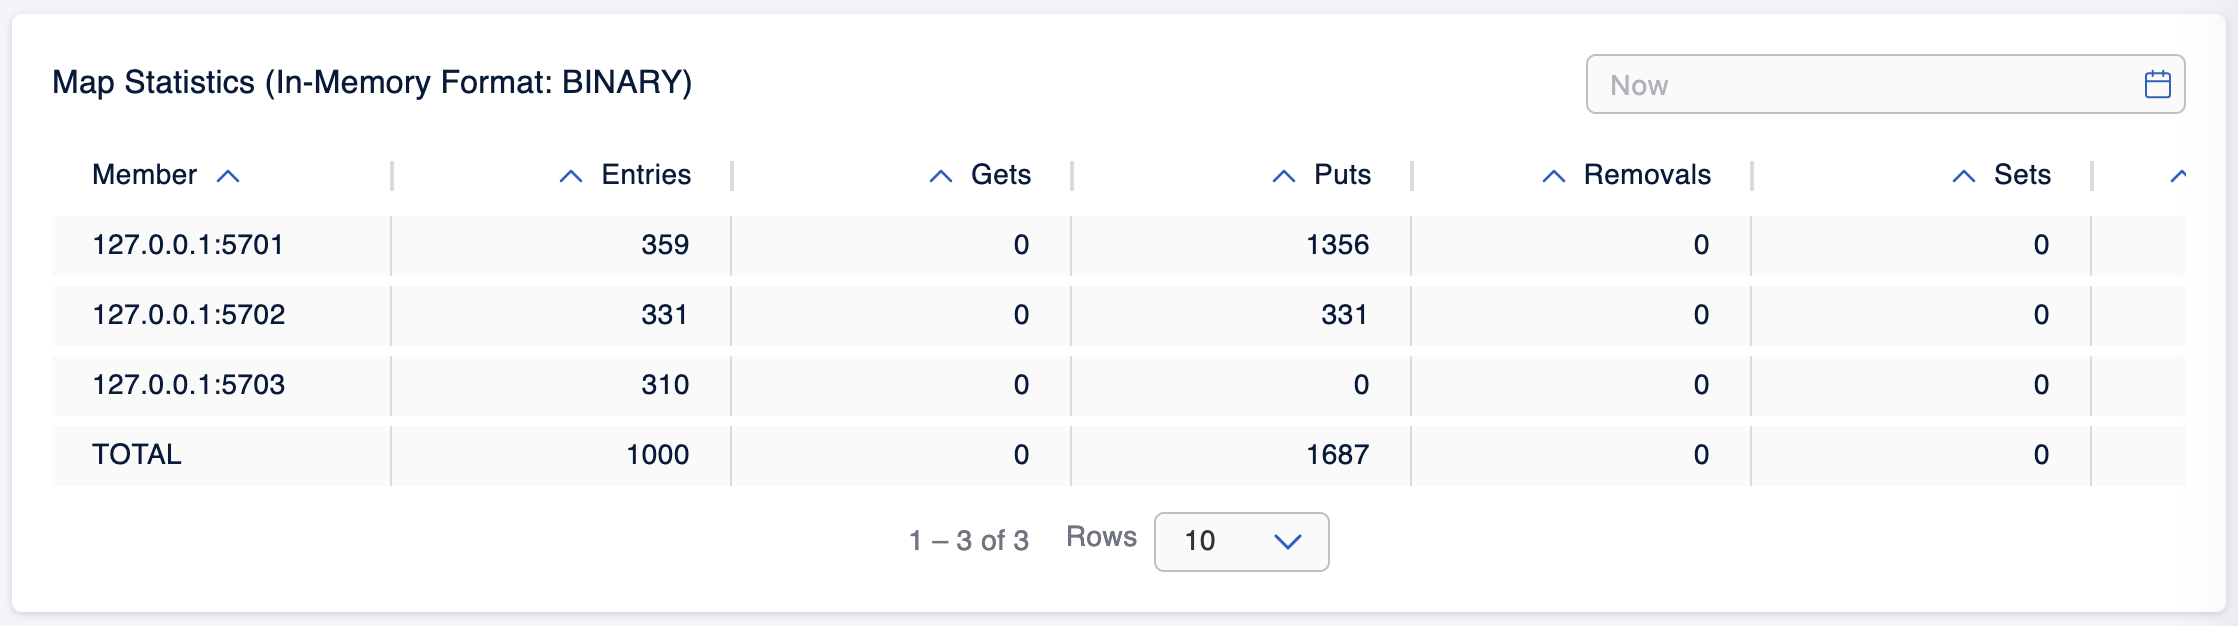 Map Statistics (In-Memory Format: BINARY)
Now
Member Entries Gets Puts Removals Sets
127.0.0.1:5701 359 0 1356 0 0
127.0.0.1:5702 331 0 331 0 0
127.0.0.1:5703 310 0 0 0 0
TOTAL 1000 0 1687 0 0
1 – 3 of 3 Rows 10